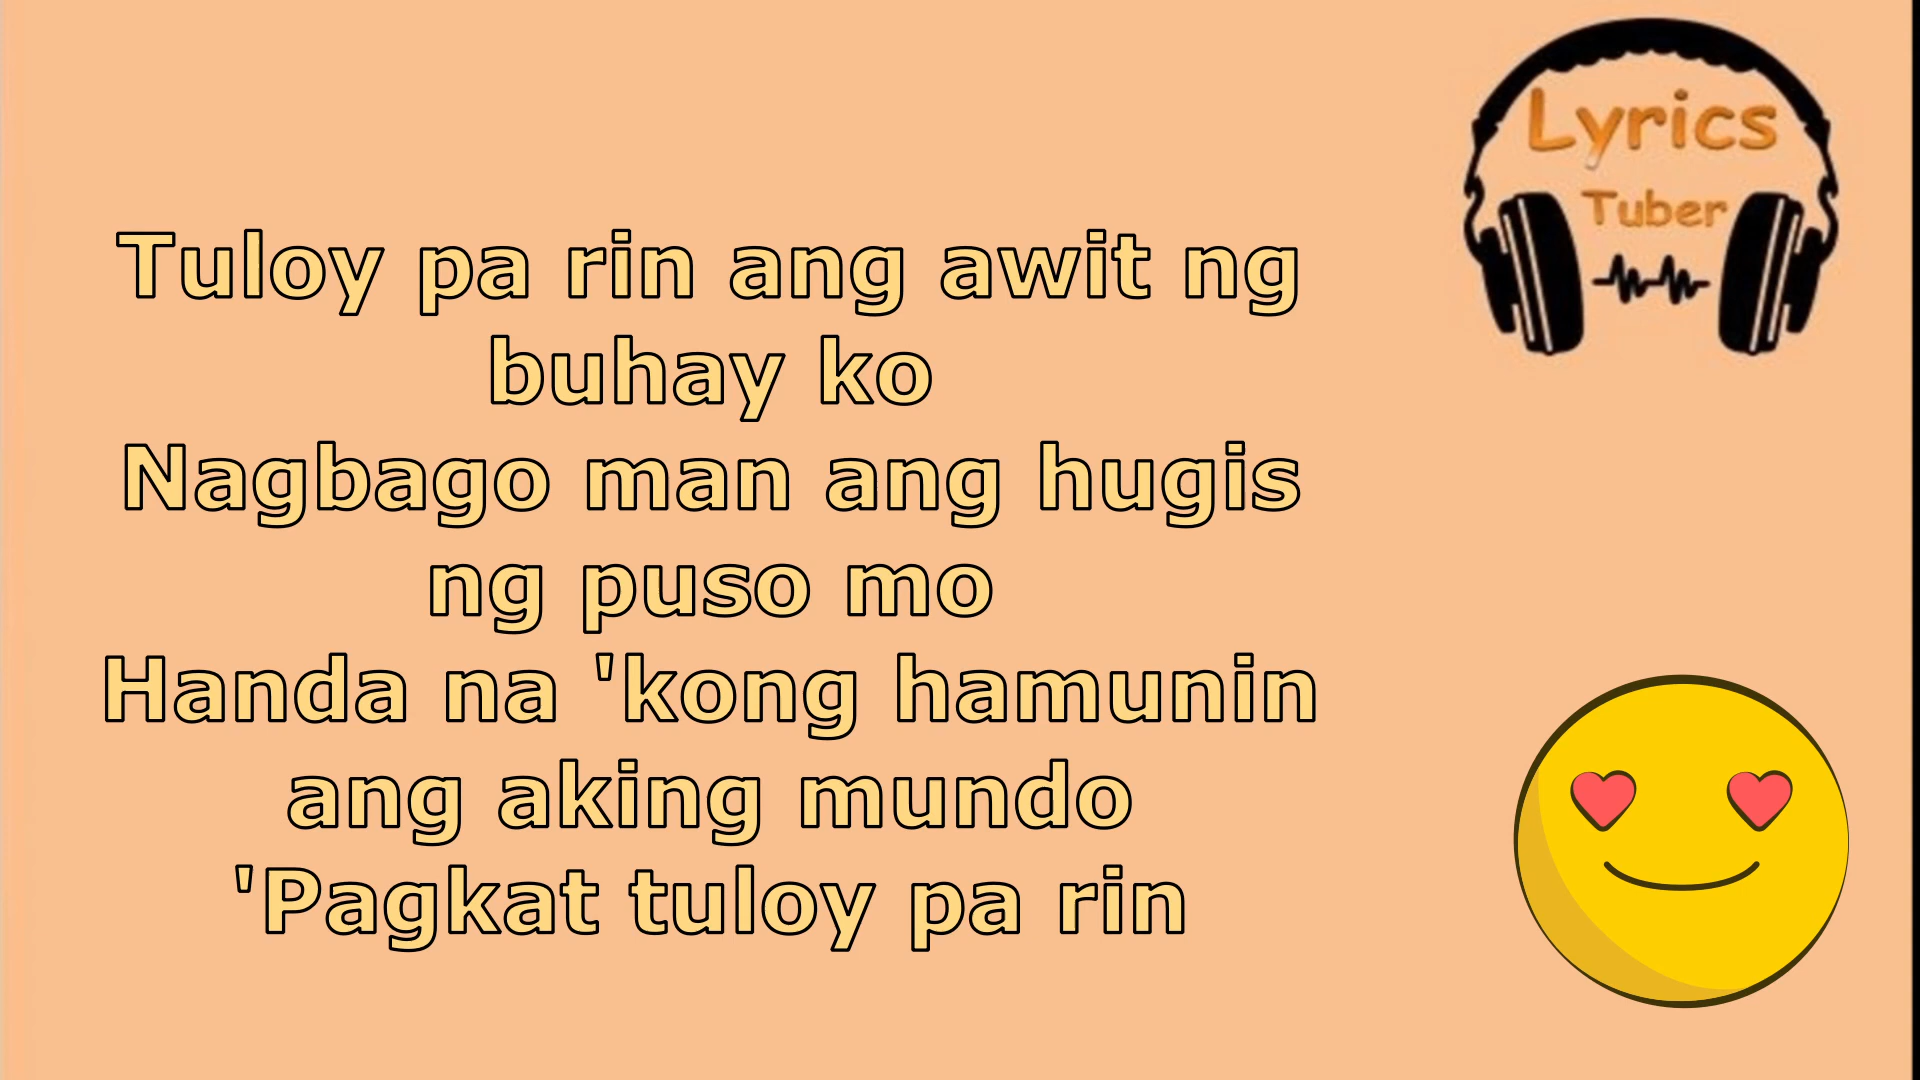 Lyrics
Tuber
Tuloy pa rin ang awit ng
buhay ko
Nagbago man ang hugis
ng puso mo
Handa na 'kong hamunin
ang aking mundo
'Pagkat tuloy pa rin